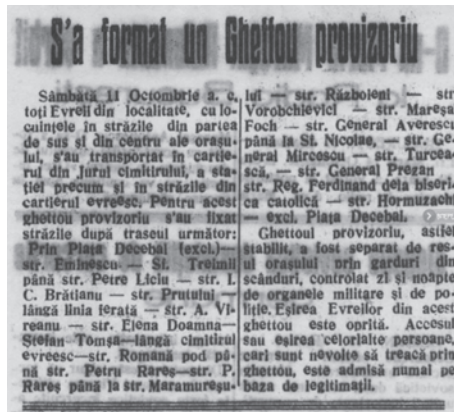 S'a format un Ghettou provizoriu
Sâmbătă 11 Octombrie a. c.
toți Evreii din localitate, cu lo-
cuințele în străzile din partea
de sus și din centru ale orașu-
lui, s'au transportat în cartie-
rul din Jurul cimitirului, a sta-
ției precum și în străzile din
cartierul evreesc. Pentru acest
ghettou provizoriu s'au fixat
străzile după traseul următor:
Prin Piața Decebal (excl.)—
str. Eminescu — Sf. Treimii
până str. Petre Liciu — str. I.
C. Brătianu — str. Prutului —
lângă linia ferată — str. A. Vl-
reanu — str. Elena Doamna—
Ștefan Tomșa—lângă cimitirul
evreesc—str. Romană pod pâ-
nă str. Petru Rareș—str. P.
Rareș până la str. Maramureșu-
lui — str. Războieni — str
Vorobchievici — str. Mareșa
Foch — str. General Averescu
până la Sf. Nicolae, — str. Ge-
neral Mircescu — str. Turcea-
scă, — str. General Prezan
str. Reg. Ferdinand dela biseri-
ca catolică — str. Hormuzachi
— excl. Piața Decebal.
Ghettoul provizoriu, astfel
stabilit, a fost separat de res-
ul orașului prin garduri din
scânduri, controlat zi și noapte
de organele militare și de po-
liție. Eșirea Evreilor din acest
ghettou este oprită. Accesul
sau eșirea celorlalte persoane,
cari sunt nevoite să treacă prin
ghettou, este admisă numai pe
baza de legitimații.